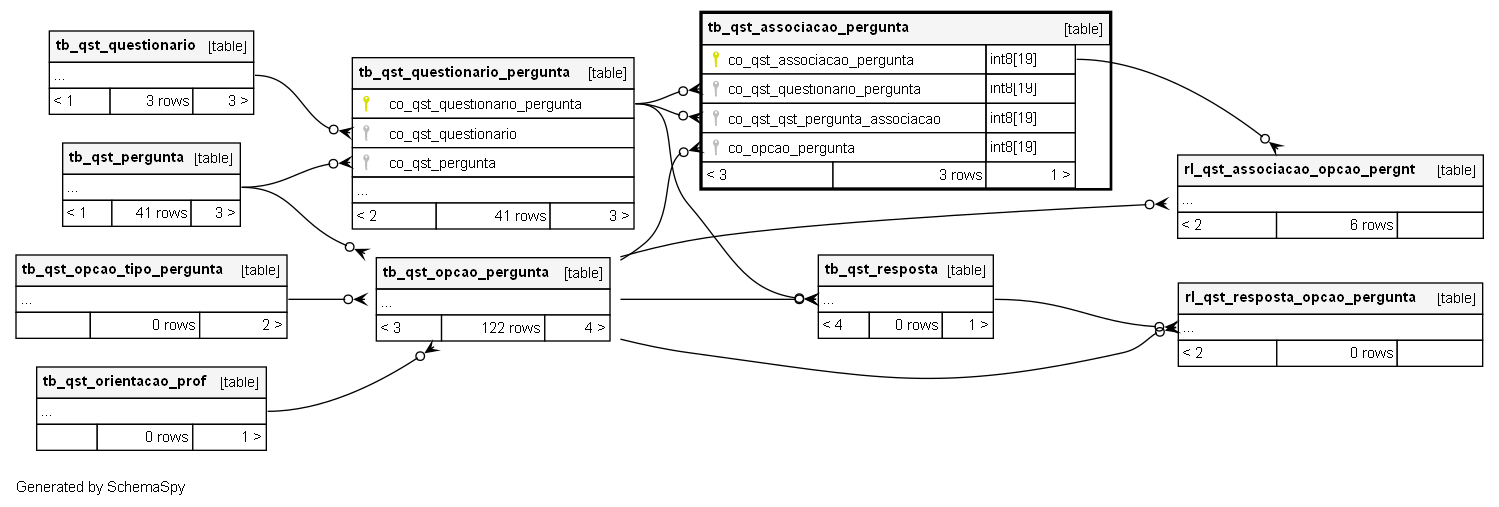 tb_qst_questionario [table]
...
< 1 3 rows 3 >
tb_qst_pergunta [table]
...
< 1 41 rows 3 >
tb_qst_opcao_tipo_pergunta [table]
...
0 rows 2 >
tb_qst_orientacao_prof [table]
...
0 rows 1 >
tb_qst_questionario_pergunta [table]
co_qst_questionario_pergunta
co_qst_questionario
co_qst_pergunta
...
< 2 41 rows 3 >
tb_qst_opcao_pergunta [table]
...
< 3 122 rows 4 >
tb_qst_associacao_pergunta [table]
co_qst_associacao_pergunta int8[19]
co_qst_questionario_pergunta int8[19]
co_qst_qst_pergunta_associacao int8[19]
co_opcao_pergunta int8[19]
< 3 3 rows 1 >
tb_qst_resposta [table]
...
< 4 0 rows 1 >
rl_qst_associacao_opcao_pergnt [table]
...
< 2 6 rows
rl_qst_resposta_opcao_pergunta [table]
...
< 2 0 rows
Generated by SchemaSpy